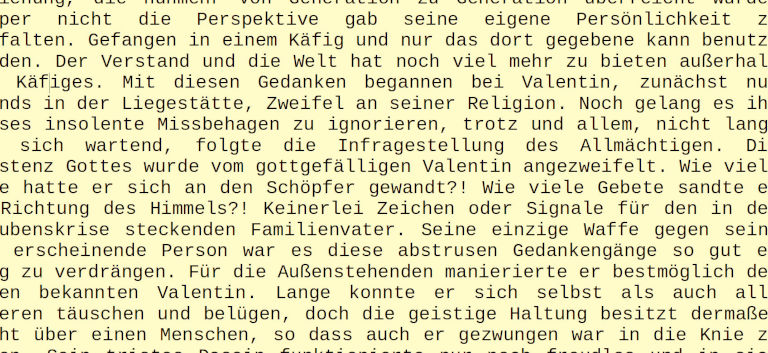 per nicht die Perspektive gab seine eigene Persönlichkeit z
falten. Gefangen in einem Käfig und nur das dort gegebene kann benutz
den. Der Verstand und die Welt hat noch viel mehr zu bieten außerhal
Käfiges. Mit diesen Gedanken begannen bei Valentin, zunächst nu
nds in der Liegestätte, Zweifel an seiner Religion. Noch gelang es ih
ses insolente Missbehagen zu ignorieren, trotz und allem, nicht lang
sich wartend, folgte die Infragestellung des Allmächtigen. Di
stenz Gottes wurde vom gottgefälligen Valentin angezweifelt. Wie viel
e hatte er sich an den Schöpfer gewandt?! Wie viele Gebete sandte e
Richtung des Himmels?! Keinerlei Zeichen oder Signale für den in de
ubenskrise steckenden Familienvater. Seine einzige Waffe gegen sein
erscheinende Person war es diese abstrusen Gedankengänge so gut e
g zu verdrängen. Für die Außenstehenden manierierte er bestmöglich de
en bekannten Valentin. Lange konnte er sich selbst als auch all
eren täuschen und belügen, doch die geistige Haltung besitzt dermaße
ht über einen Menschen, so dass auch er gezwungen war in die Knie z